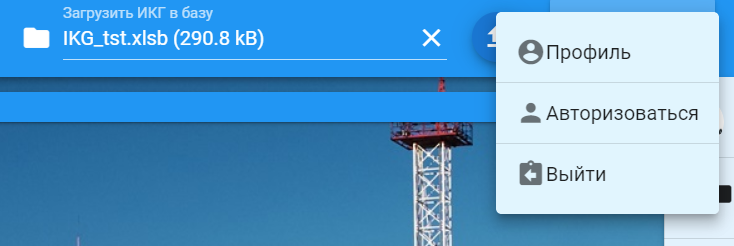 Загрузить ИКГ в базу
IKG_tst.xlsb (290.8 kB)
Профиль
Авторизоваться
Выйти